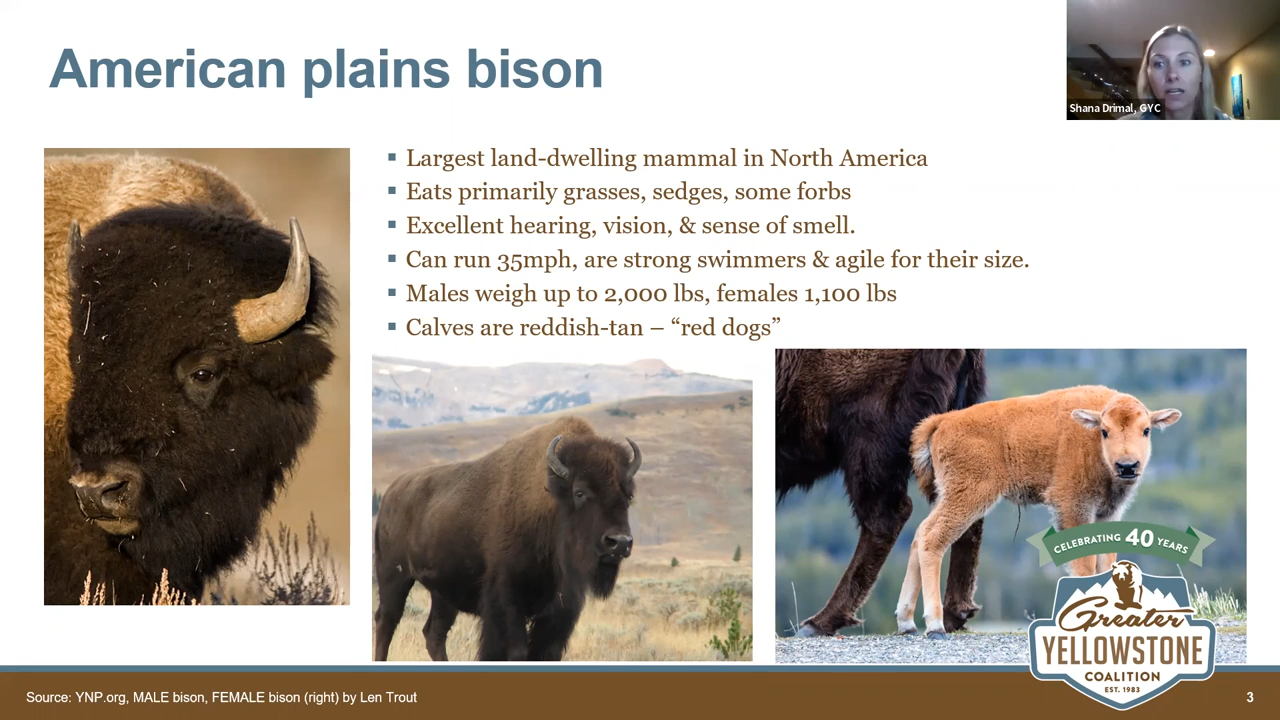 American plains bison
Shana Drimal, GYC
▪ Largest land-dwelling mammal in North America
▪ Eats primarily grasses, sedges, some forbs
▪ Excellent hearing, vision, & sense of smell.
▪ Can run 35mph, are strong swimmers & agile for their size.
▪ Males weigh up to 2,000 lbs, females 1,100 lbs
▪ Calves are reddish-tan – “red dogs”
CELEBRATING 40 YEARS
Greater
YELLOWSTONE
COALITION
EST. 1983
Source: YNP.org, MALE bison, FEMALE bison (right) by Len Trout
3